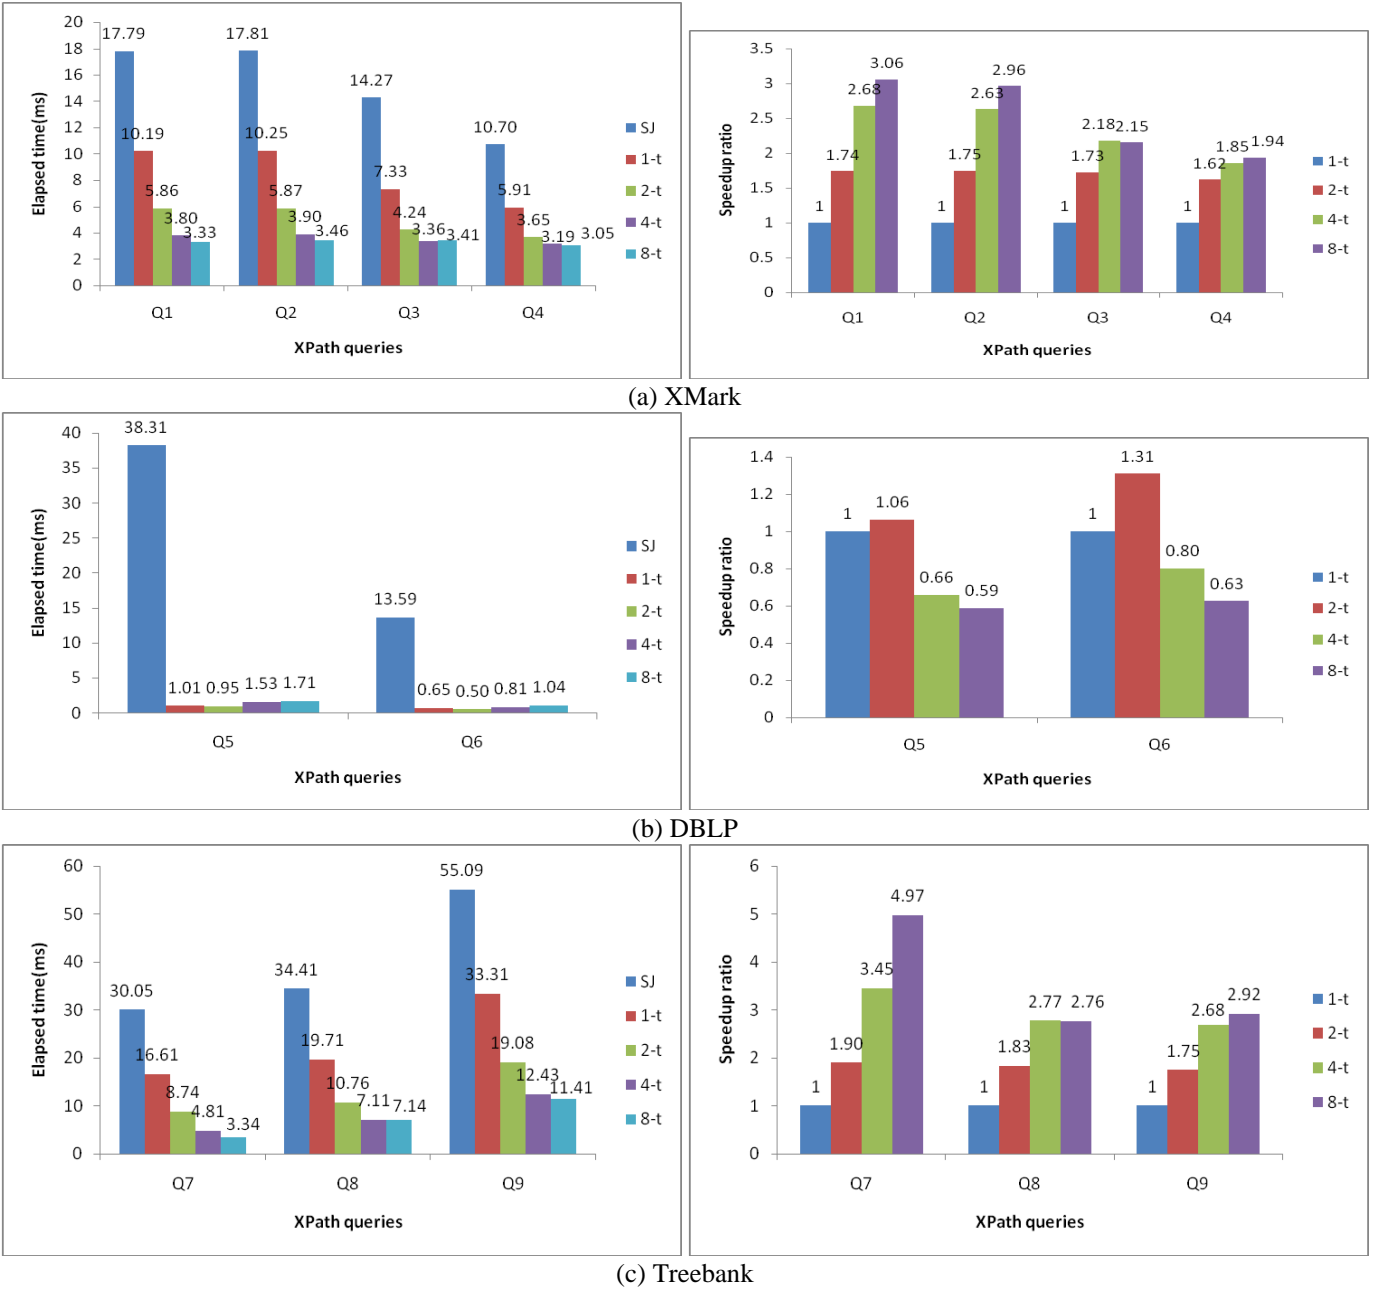 20
18
16
14
12
10
8
6
4
2
0
Elapsed time(ms)
17.79
10.19
5.86
3.80
3.33
17.81
10.25
5.87
3.90
3.46
14.27
7.33
4.24
3.36
3.41
10.70
5.91
3.65
3.19
3.05
Q1 Q2 Q3 Q4
XPath queries
SJ
1-t
2-t
4-t
8-t
3.5
3
2.5
2
1.5
1
0.5
0
Speedup ratio
1
1.74
2.68
3.06
1
1.75
2.63
2.96
1
1.73
2.18
2.15
1
1.62
1.85
1.94
Q1 Q2 Q3 Q4
XPath queries
1-t
2-t
4-t
8-t
(a) XMark
40
35
30
25
20
15
10
5
0
Elapsed time(ms)
38.31
1.01
0.95
1.53
1.71
13.59
0.65
0.50
0.81
1.04
Q5 Q6
XPath queries
SJ
1-t
2-t
4-t
8-t
1.4
1.2
1
0.8
0.6
0.4
0.2
0
Speedup ratio
1
1.06
0.66
0.59
1
1.31
0.80
0.63
Q5 Q6
XPath queries
1-t
2-t
4-t
8-t
(b) DBLP
60
50
40
30
20
10
0
Elapsed time(ms)
30.05
16.61
8.74
4.81
3.34
34.41
19.71
10.76
7.11
7.14
55.09
33.31
19.08
12.43
11.41
Q7 Q8 Q9
XPath queries
SJ
1-t
2-t
4-t
8-t
6
5
4
3
2
1
0
Speedup ratio
1
1.90
3.45
4.97
1
1.83
2.77
2.76
1
1.75
2.68
2.92
Q7 Q8 Q9
XPath queries
1-t
2-t
4-t
8-t
(c) Treebank